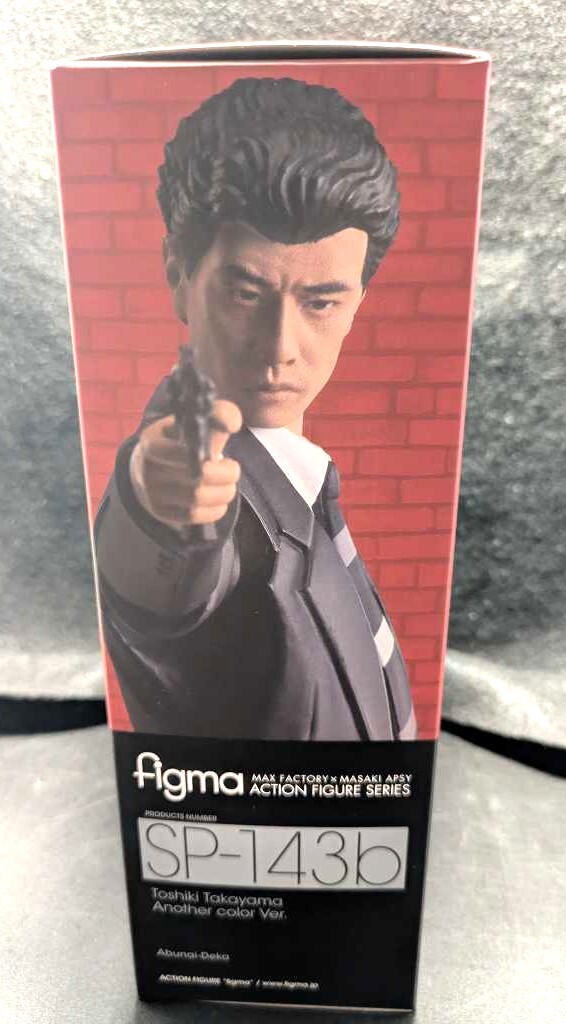 figma MAX FACTORY × MASAKI APSY
ACTION FIGURE SERIES
PRODUCTS NUMBER
SP-143b
Toshiki Takayama
Another color Ver.
Abunai-Deka
ACTION FIGURE "figma" / www.figma.jp